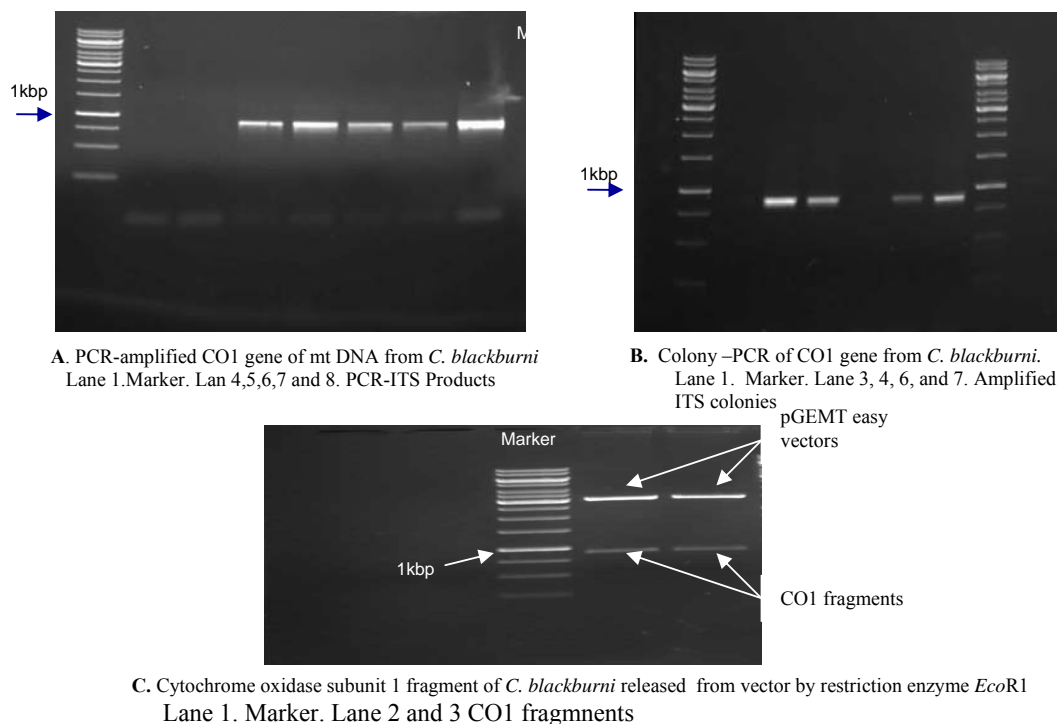 M
1kbp
A. PCR-amplified CO1 gene of mt DNA from C. blackburni
Lane 1.Marker. Lan 4,5,6,7 and 8. PCR-ITS Products
1kbp
B. Colony –PCR of CO1 gene from C. blackburni.
Lane 1. Marker. Lane 3, 4, 6, and 7. Amplified
ITS colonies
pGEMT easy
vectors
Marker
1kbp
CO1 fragments
C. Cytochrome oxidase subunit 1 fragment of C. blackburni released from vector by restriction enzyme EcoR1
Lane 1. Marker. Lane 2 and 3 CO1 fragmnents